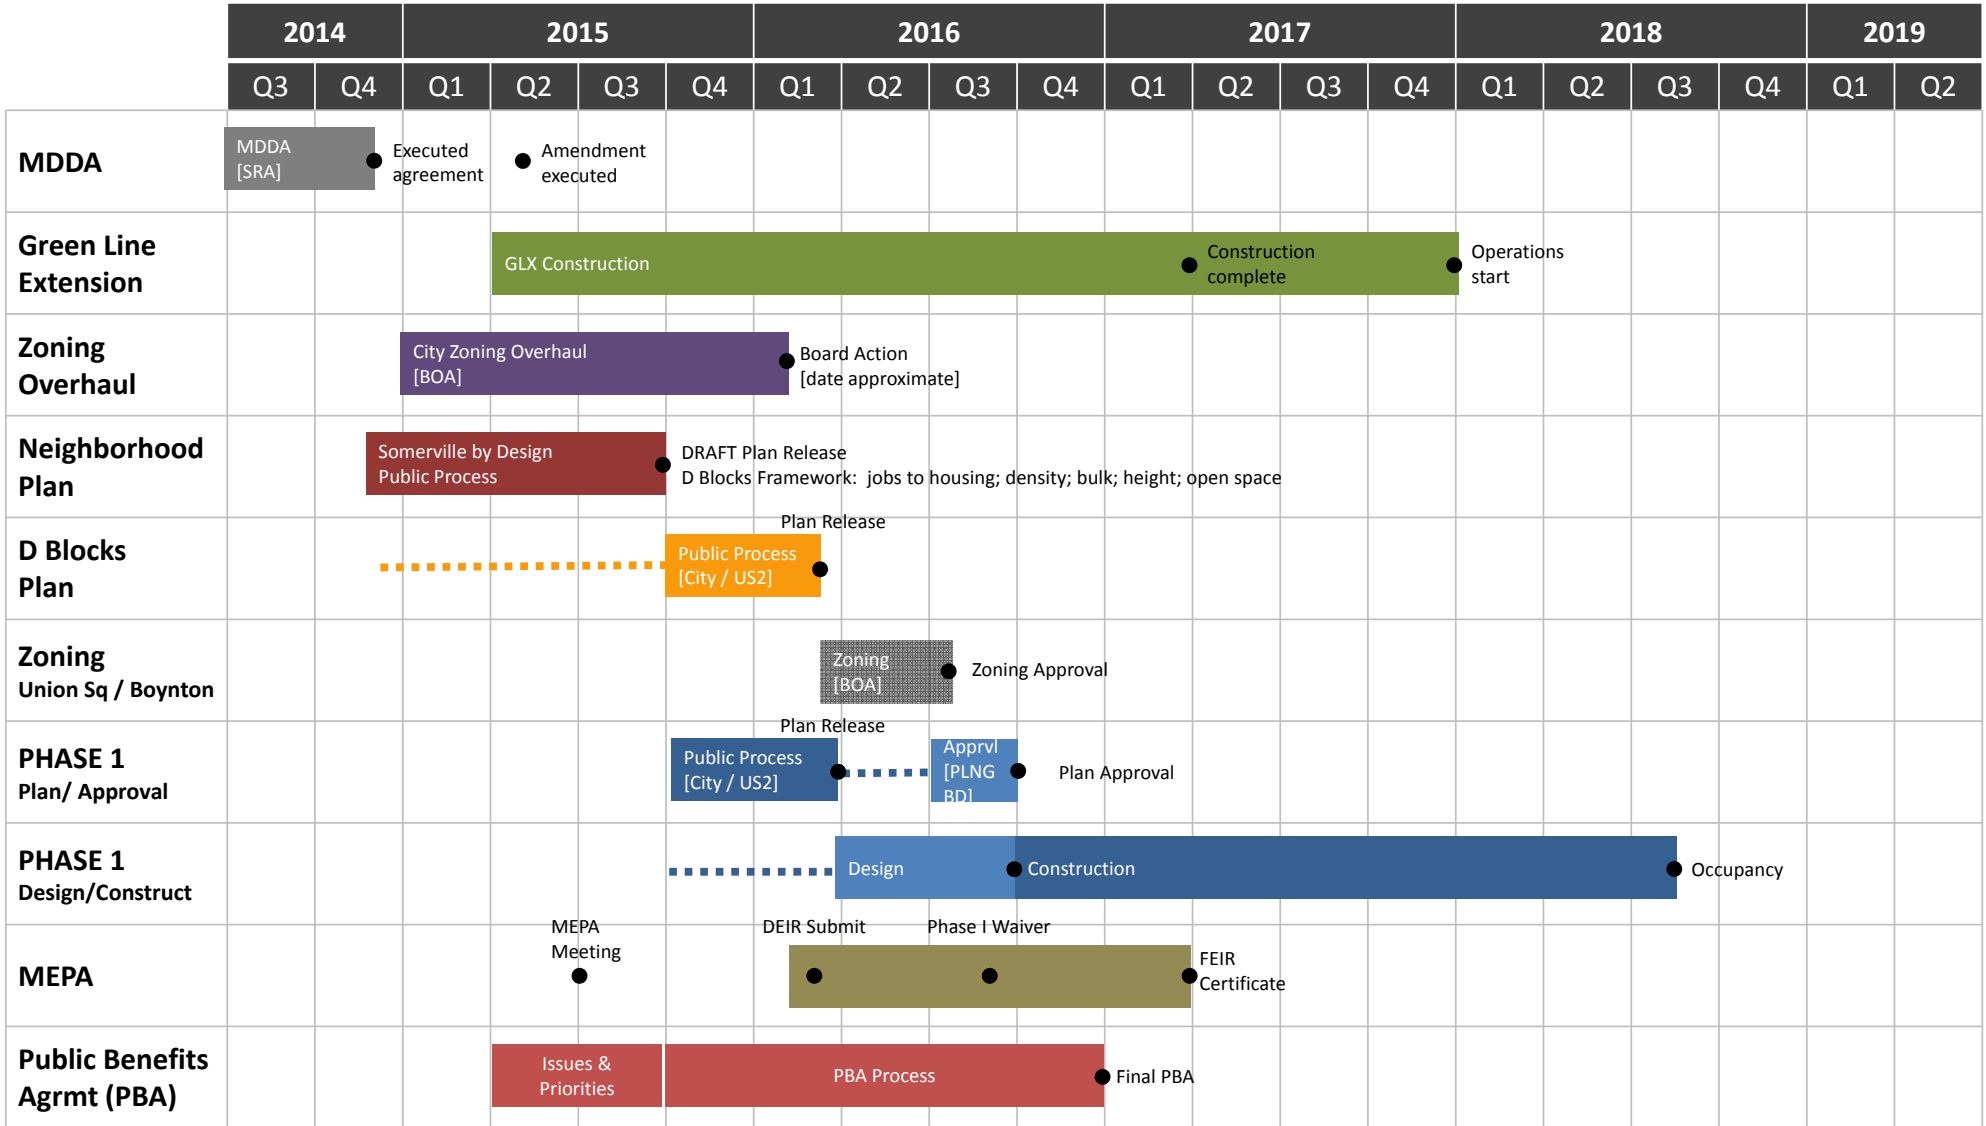 2014 2015 2016 2017 2018 2019
Q3 Q4 Q1 Q2 Q3 Q4 Q1 Q2 Q3 Q4 Q1 Q2 Q3 Q4 Q1 Q2 Q3 Q4 Q1 Q2
MDDA
MDDA
[SRA]
Executed
agreement
Amendment
executed
Green Line
Extension
GLX Construction
Construction
complete
Operations
start
Zoning
Overhaul
City Zoning Overhaul
[BOA]
Board Action
[date approximate]
Neighborhood
Plan
Somerville by Design
Public Process
DRAFT Plan Release
D Blocks Framework: jobs to housing; density; bulk; height; open space
D Blocks
Plan
Public Process
[City / US2]
Plan Release
Zoning
Union Sq / Boynton
Zoning
[BOA]
Zoning Approval
PHASE 1
Plan/ Approval
Public Process
[City / US2]
Plan Release
Apprvl
[PLNG
BD]
Plan Approval
PHASE 1
Design/Construct
Design
Construction
Occupancy
MEPA
MEPA
Meeting
DEIR Submit
Phase I Waiver
FEIR
Certificate
Public Benefits
Agrmt (PBA)
Issues &
Priorities
PBA Process
Final PBA